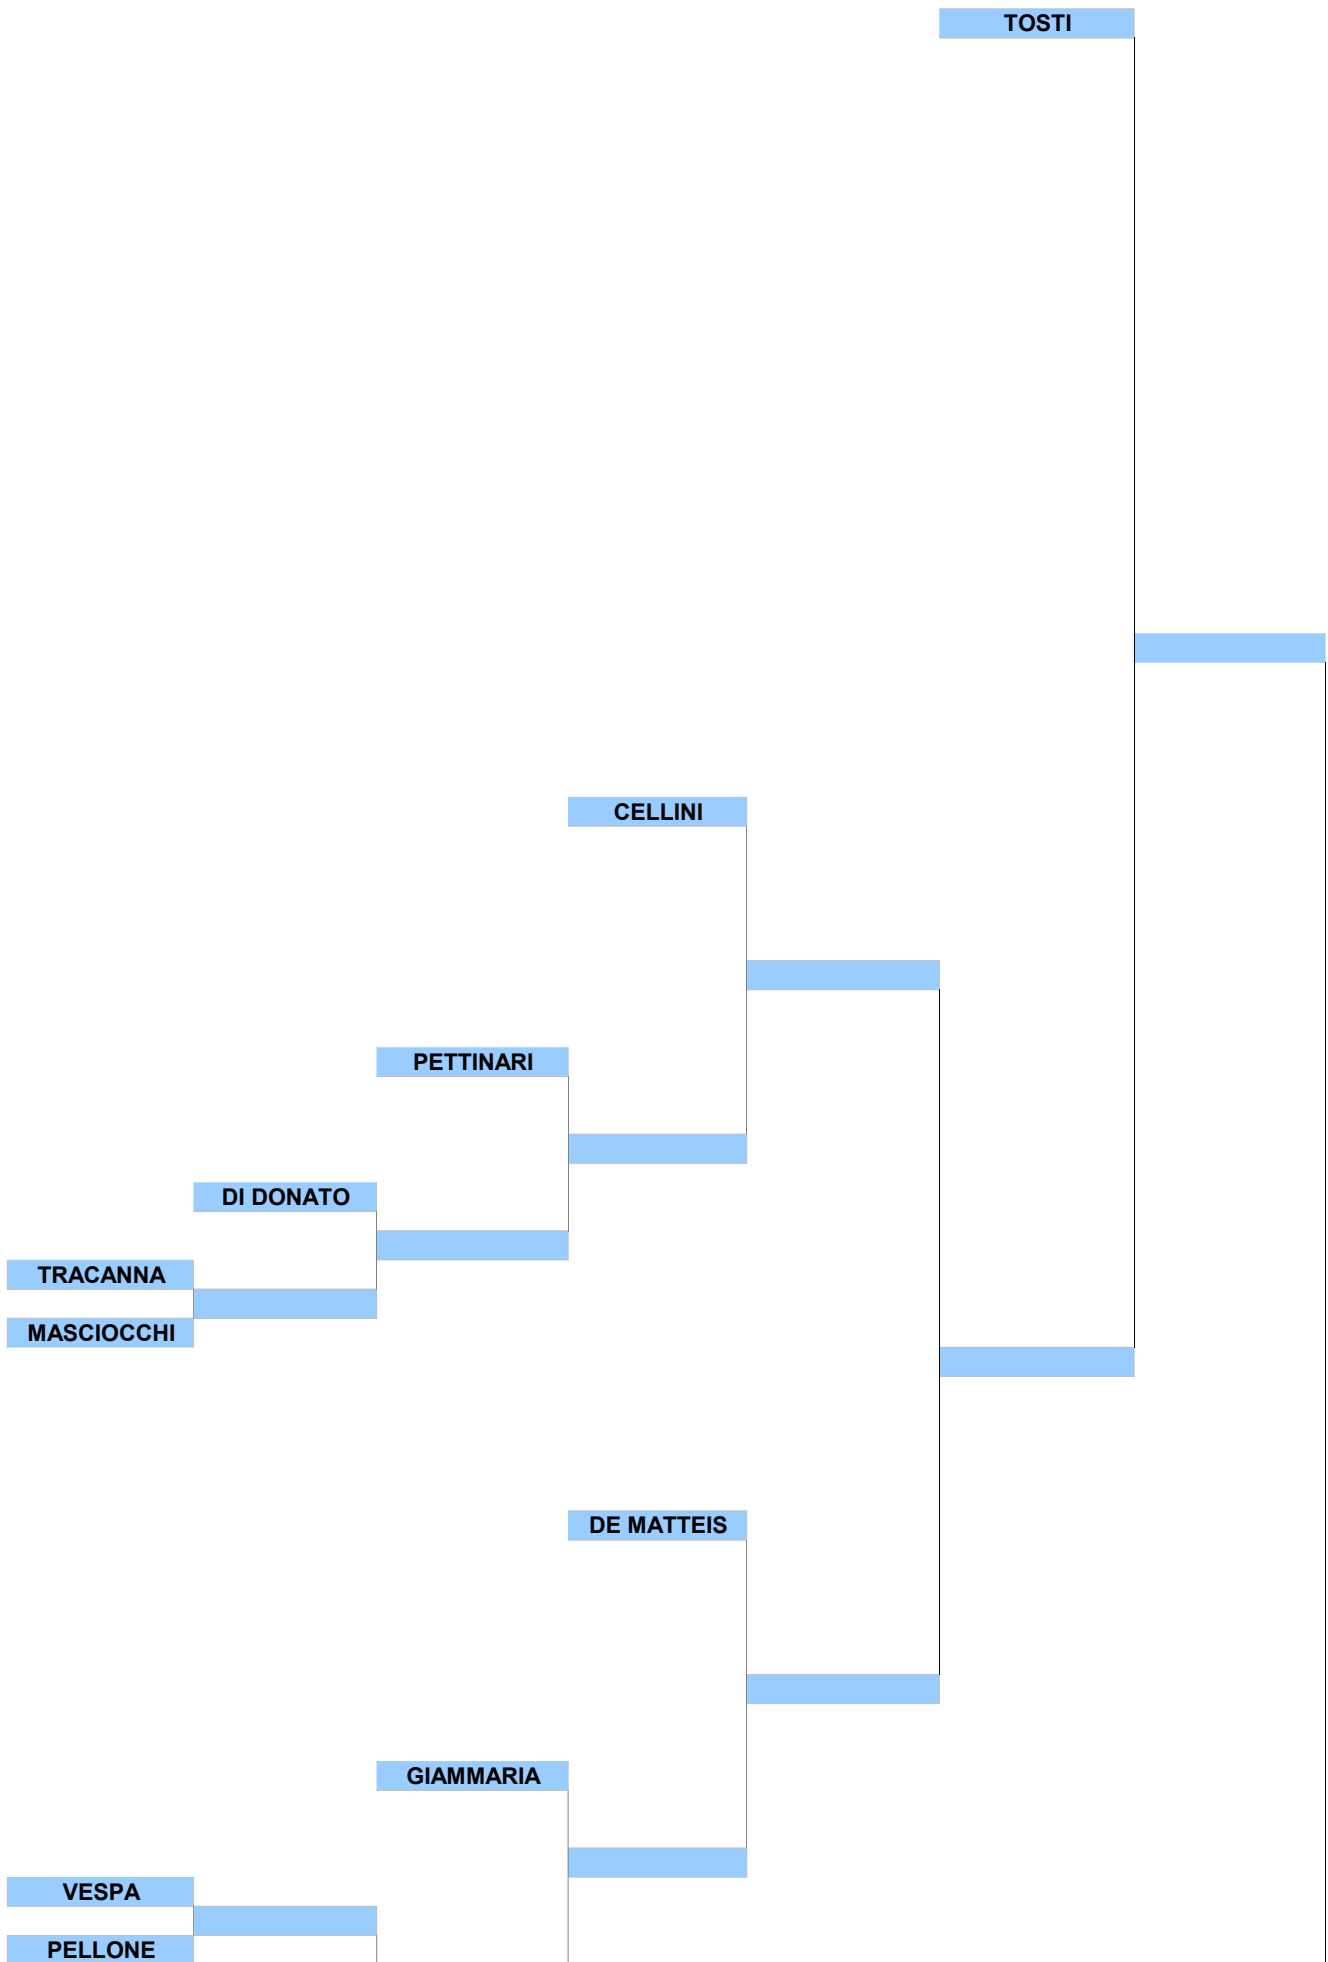 TOSTI
CELLINI
PETTINARI
DI DONATO
TRACANNA
MASCIOCCHI
DE MATTEIS
GIAMMARIA
VESPA
PELLONE